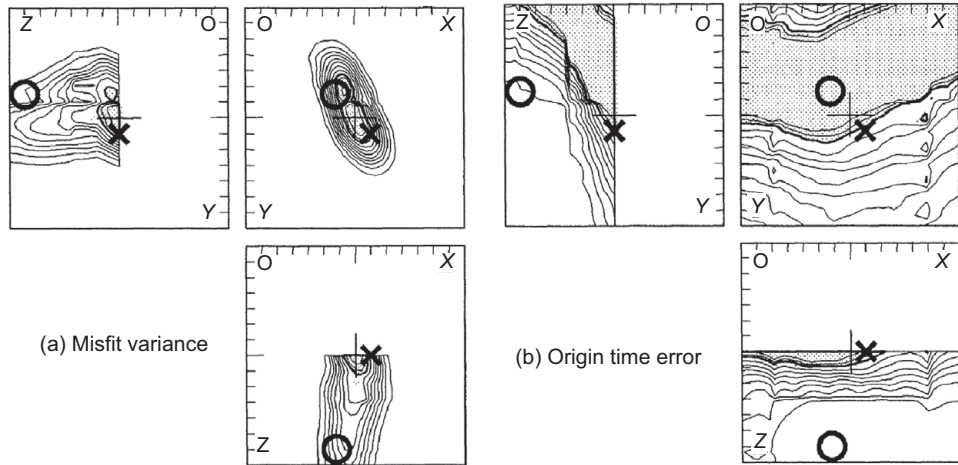 Z O
Y
O X
Y
O X
Z
(a) Misfit variance
Z O
Y
O X
Y
O X
Z
(b) Origin time error